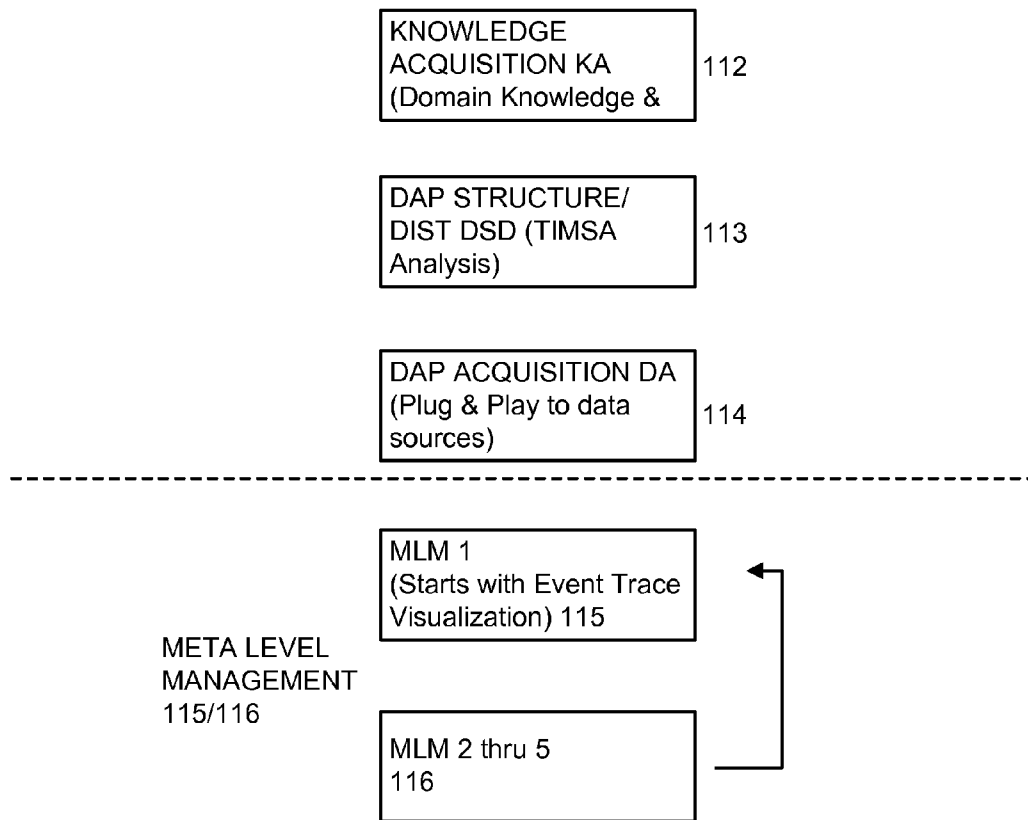 KNOWLEDGE
ACQUISITION KA
(Domain Knowledge &
112
DAP STRUCTURE/
DIST DSD (TIMSA
Analysis)
113
DAP ACQUISITION DA
(Plug & Play to data
sources)
114
MLM 1
(Starts with Event Trace
Visualization) 115
META LEVEL
MANAGEMENT
115/116
MLM 2 thru 5
116